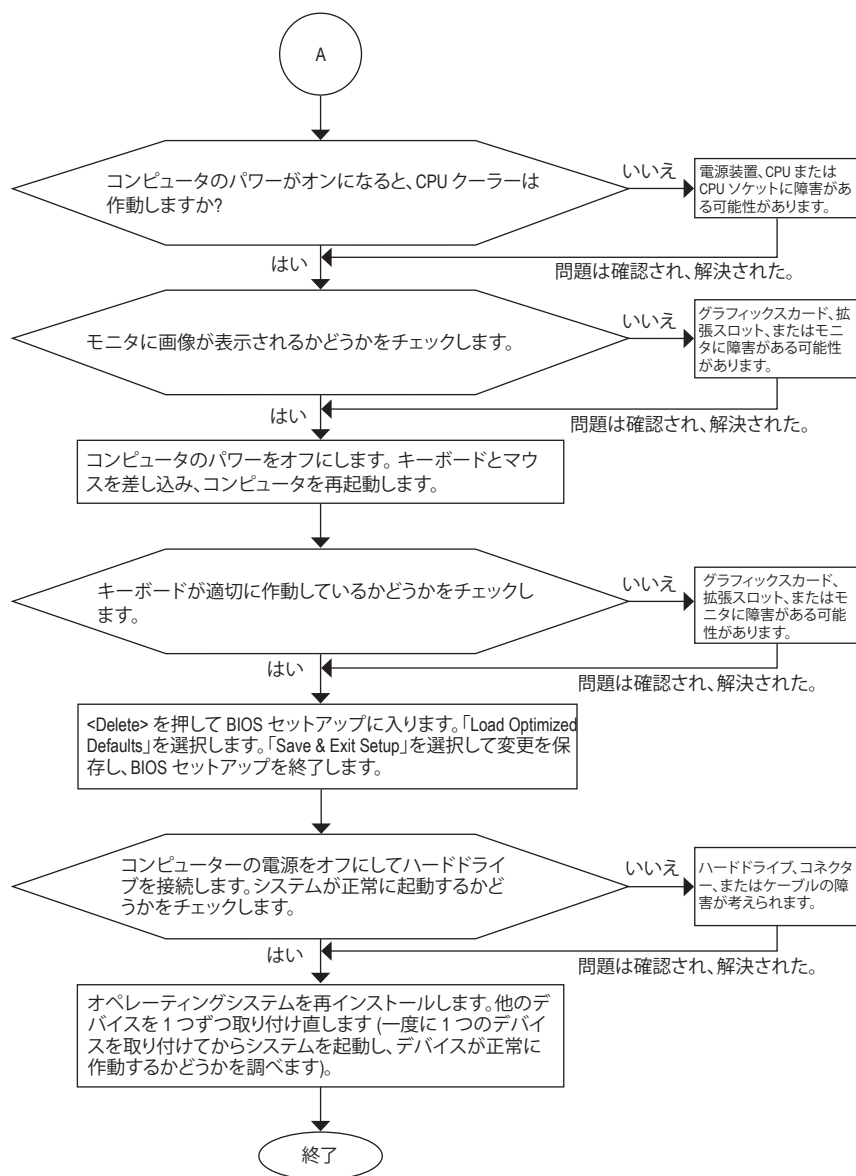 A
コンピュータのパワーがオンになると、CPU クーラーは
作動しますか?
いいえ
電源装置、CPU または
CPU ソケットに障害があ
る可能性があります。
はい
問題は確認され、解決された。
モニタに画像が表示されるかどうかをチェックします。
いいえ
グラフィックスカード、拡
張スロット、またはモニ
タに障害がある可能性
があります。
はい
問題は確認され、解決された。
コンピュータのパワーをオフにします。キーボードとマウ
スを差し込み、コンピュータを再起動します。
キーボードが適切に作動しているかどうかをチェックし
ます。
いいえ
グラフィックスカード、
拡張スロット、またはモ
ニタに障害がある可能
性があります。
はい
問題は確認され、解決された。
<Delete> を押して BIOS セットアップに入ります。「Load Optimized
Defaults」を選択します。「Save & Exit Setup」を選択して変更を保
存し、BIOS セットアップを終了します。
コンピューターの電源をオフにしてハードドライ
ブを接続します。システムが正常に起動するかど
うかをチェックします。
いいえ
ハードドライブ、コネクタ
ー、またはケーブルの障
害が考えられます。
はい
問題は確認され、解決された。
オペレーティングシステムを再インストールします。他のデ
バイスを 1 つずつ取り付け直します (一度に 1 つのデバイ
スを取り付けてからシステムを起動し、デバイスが正常に
作動するかどうかを調べます)。
終了